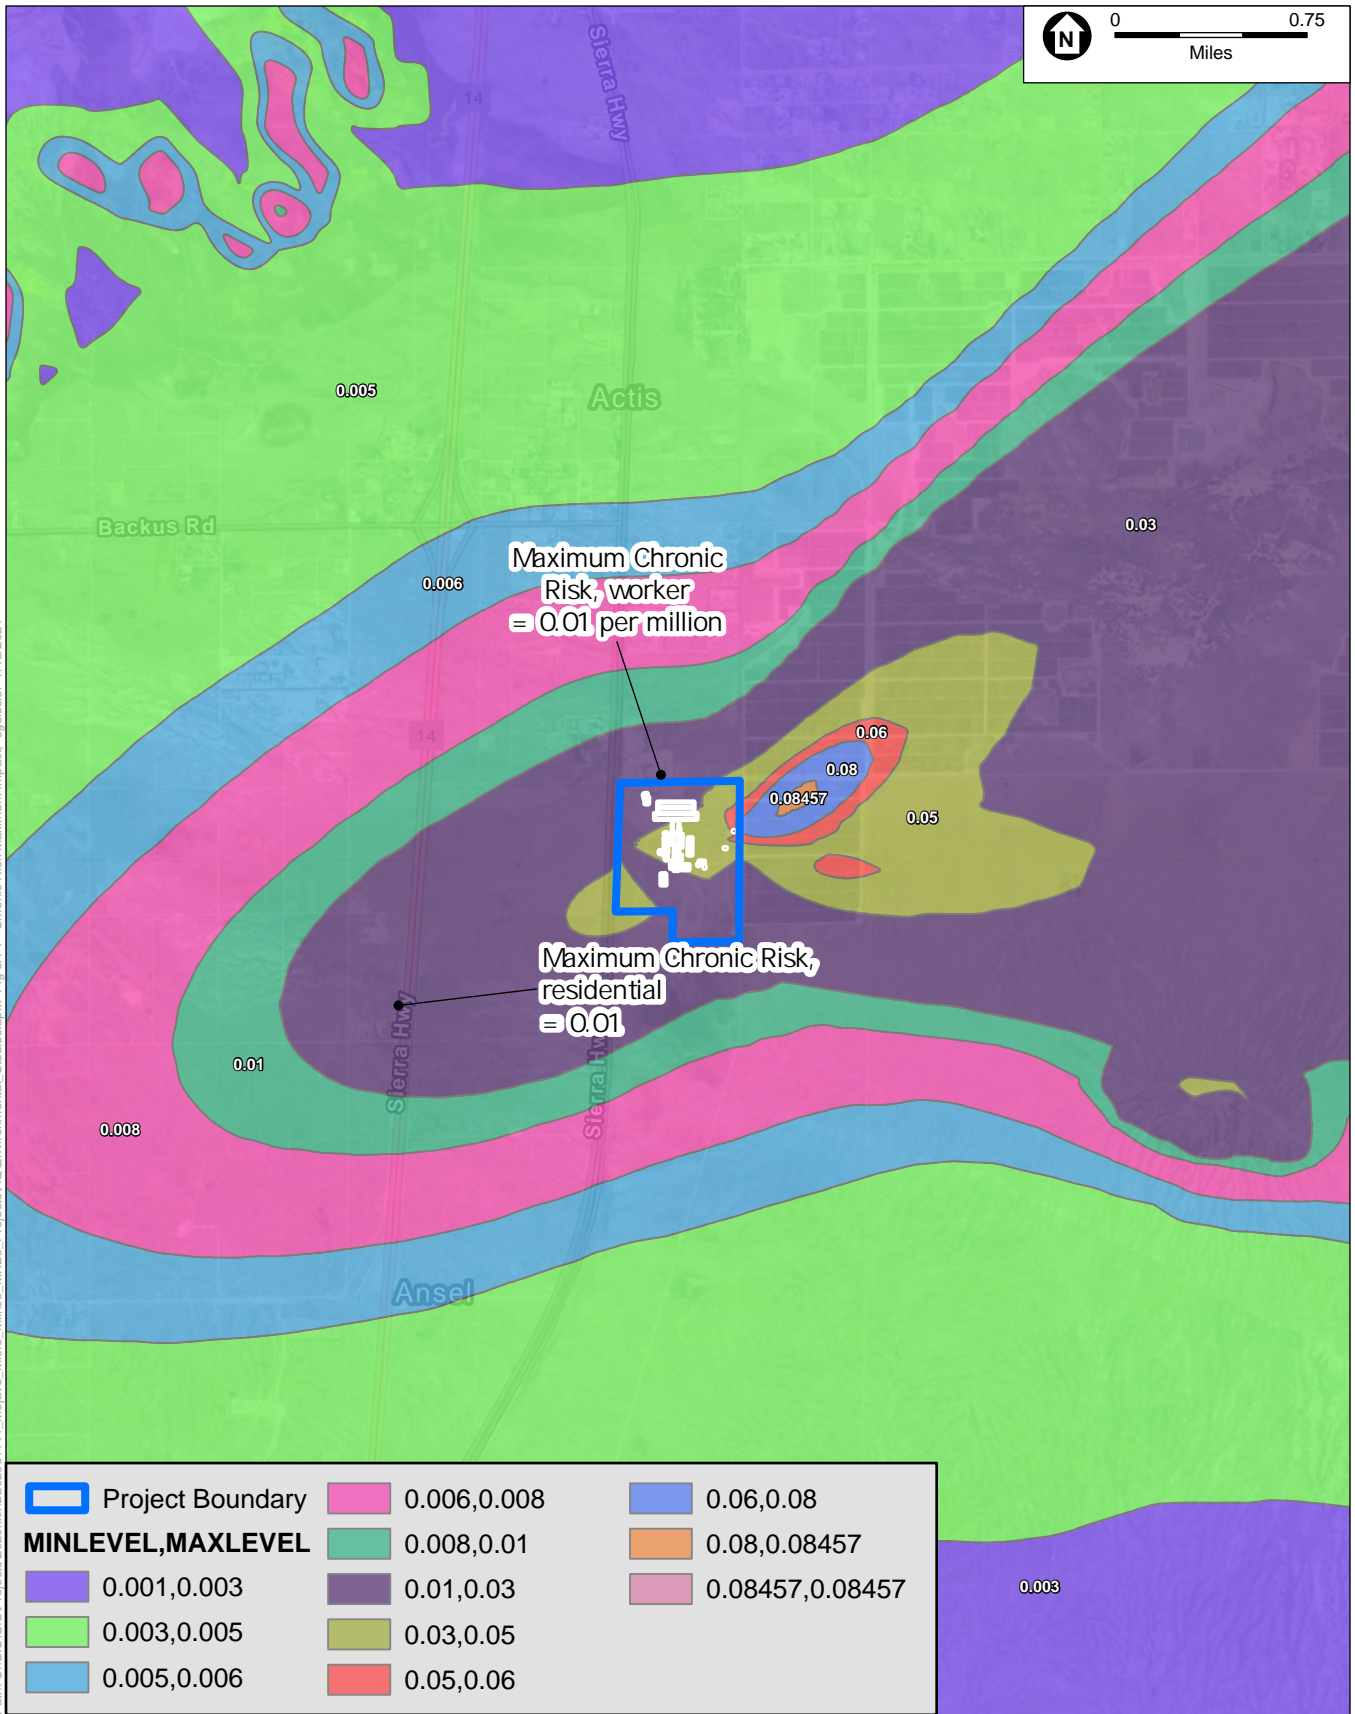 N
0 0.75
Miles
Sierra Hwy
14
0.005
Actis
Backus Rd
0.03
0.006
Maximum Chronic
Risk, worker
= 0.01 per million
14
0.06
0.08
0.08457
0.05
Maximum Chronic Risk,
residential
= 0.01
Sierra Hwy
Sierra Hwy
0.01
0.008
Ansel
0.003
Project Boundary
MINLEVEL,MAXLEVEL
0.001,0.003
0.003,0.005
0.005,0.006
0.006,0.008
0.008,0.01
0.01,0.03
0.03,0.05
0.05,0.06
0.06,0.08
0.08,0.08457
0.08457,0.08457